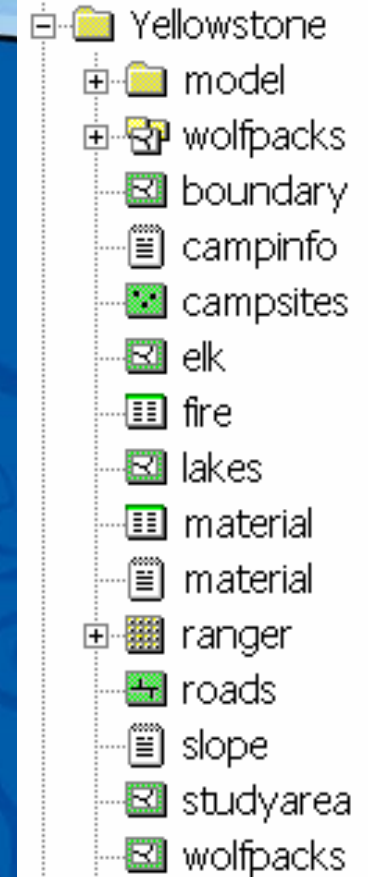 Yellowstone
model
wolfpacks
boundary
campinfo
campsites
elk
fire
lakes
material
material
ranger
roads
slope
studyarea
wolfpacks